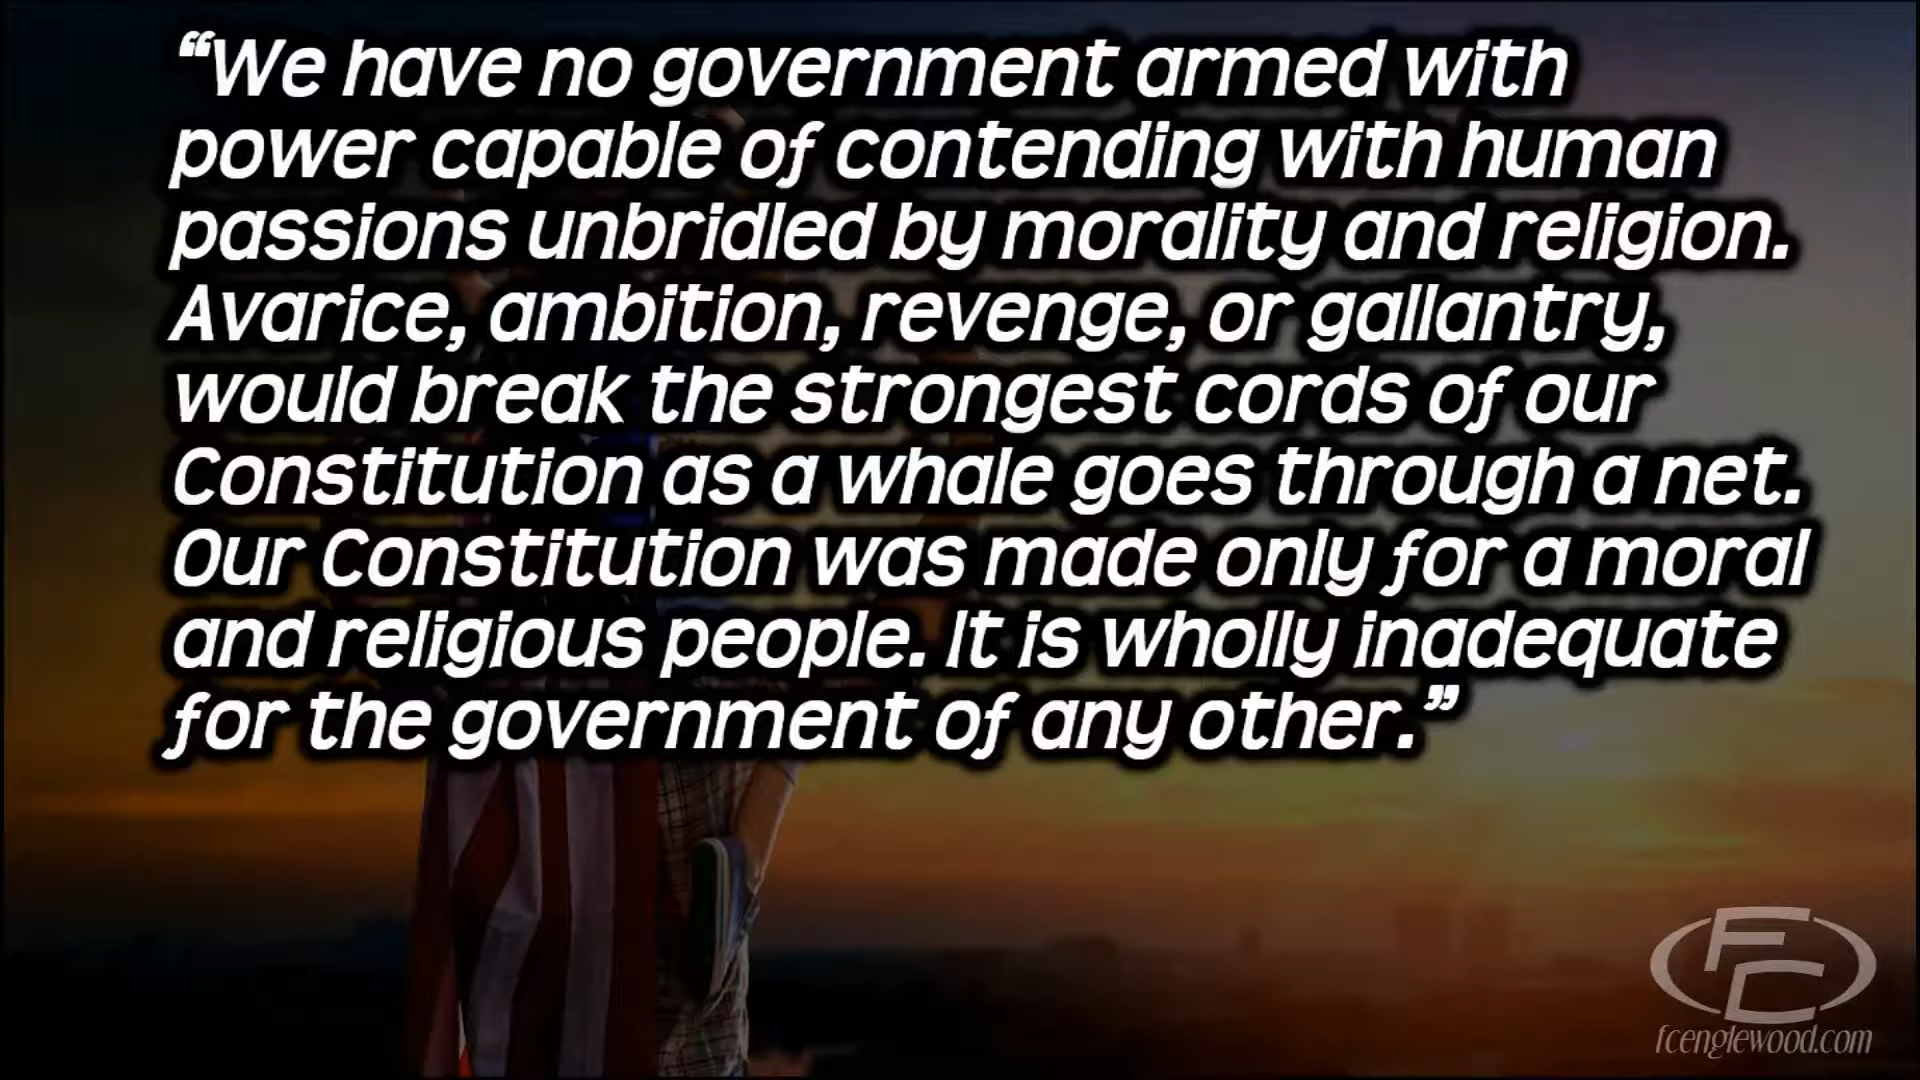 “We have no government armed with
power capable of contending with human
passions unbridled by morality and religion.
Avarice, ambition, revenge, or gallantry,
would break the strongest cords of our
Constitution as a whale goes through a net.
Our Constitution was made only for a moral
and religious people. It is wholly inadequate
for the government of any other.”
FC
fcenglewood.com